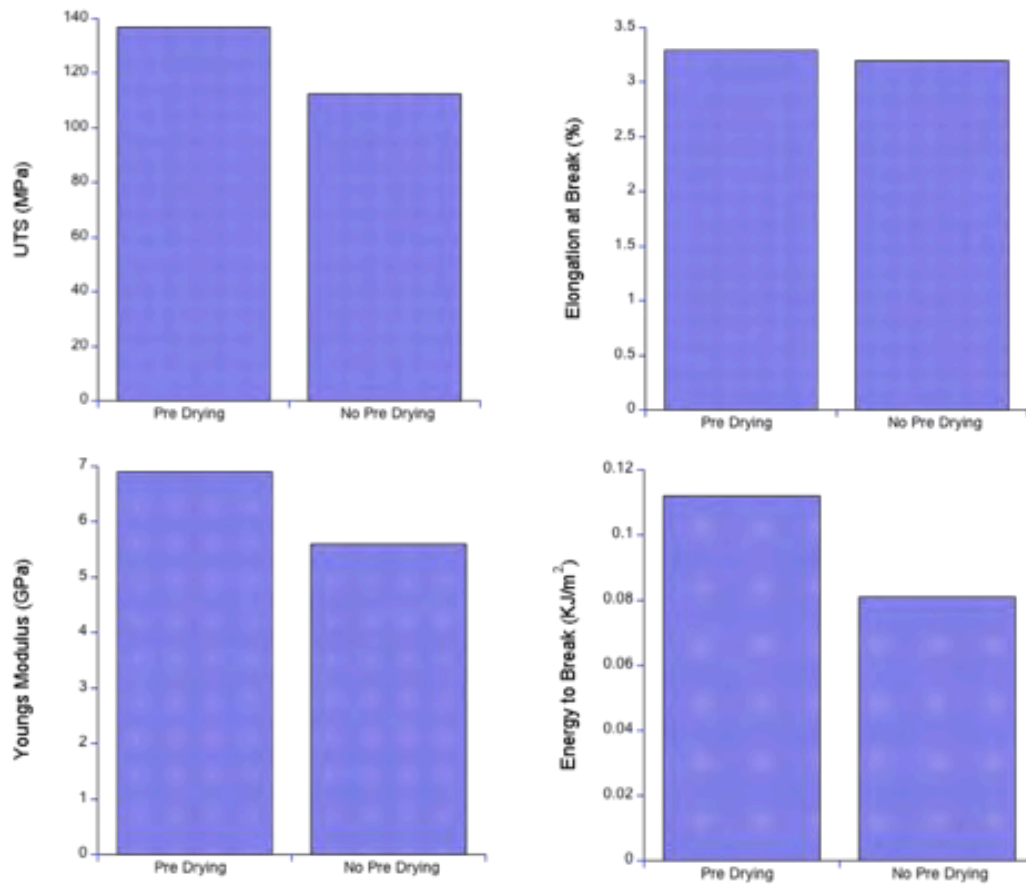 UTS (MPa)
140
120
100
80
60
40
20
0
Pre Drying
No Pre Drying
Elongation at Break (%)
3.5
3
2.5
2
1.5
1
0.5
0
Pre Drying
No Pre Drying
Youngs Modulus (GPa)
7
6
5
4
3
2
1
0
Pre Drying
No Pre Drying
Energy to Break (KJ/m²)
0.12
0.1
0.08
0.06
0.04
0.02
0
Pre Drying
No Pre Drying